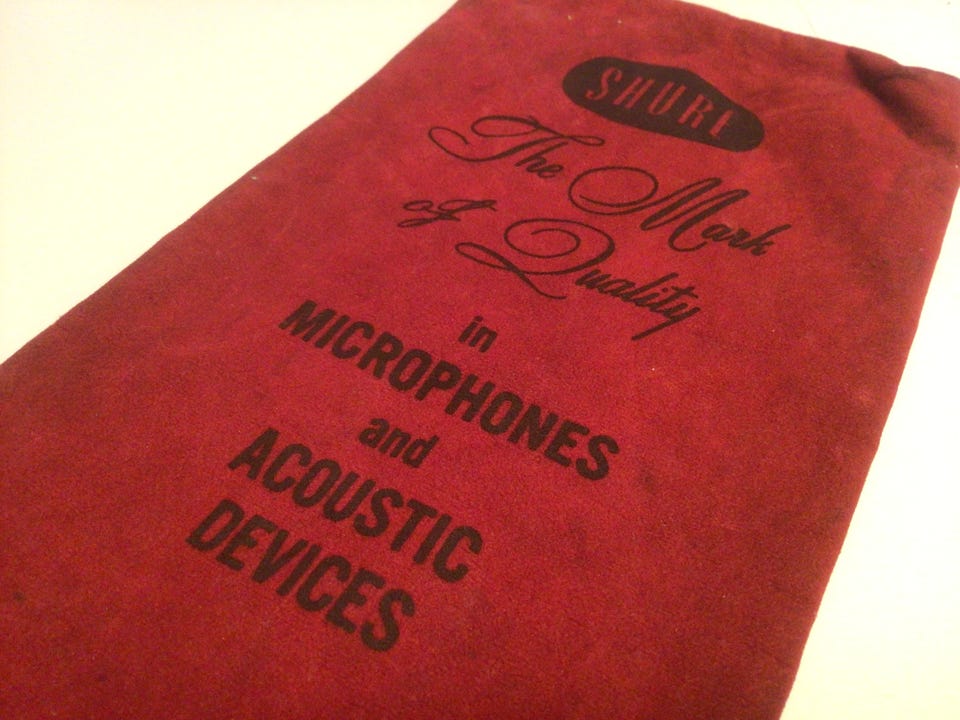 SHURE
The Mark
of Quality
in
MICROPHONES
and
ACOUSTIC
DEVICES